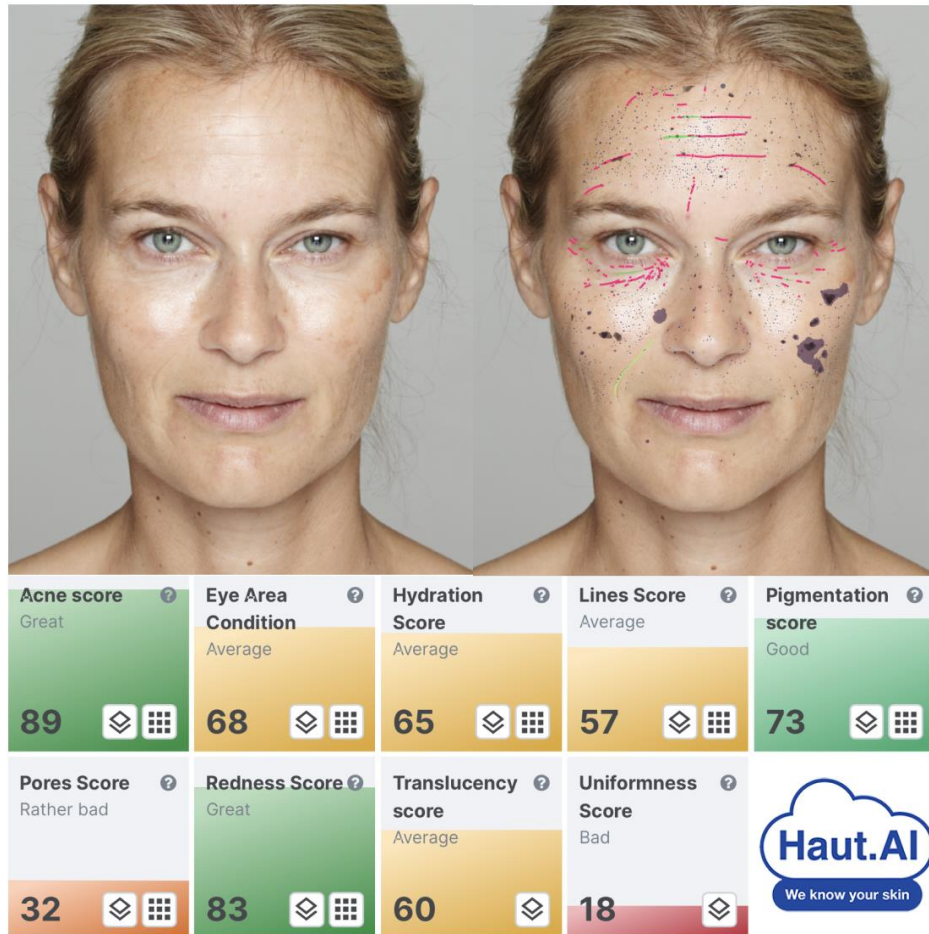 Acne score
Great
89
Eye Area
Condition
Average
68
Hydration
Score
Average
65
Lines Score
Average
57
Pigmentation
score
Good
73
Pores Score
Rather bad
32
Redness Score
Great
83
Translucency
score
Average
60
Uniformness
Score
Bad
18
Haut.AI
We know your skin